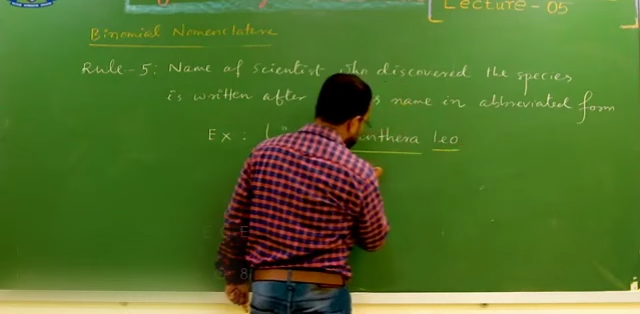 Lecture - 05
Binomial Nomenclature
Rule - 5: Name of scientist who discovered the species
is written after name in abbreviated form
Ex: leo